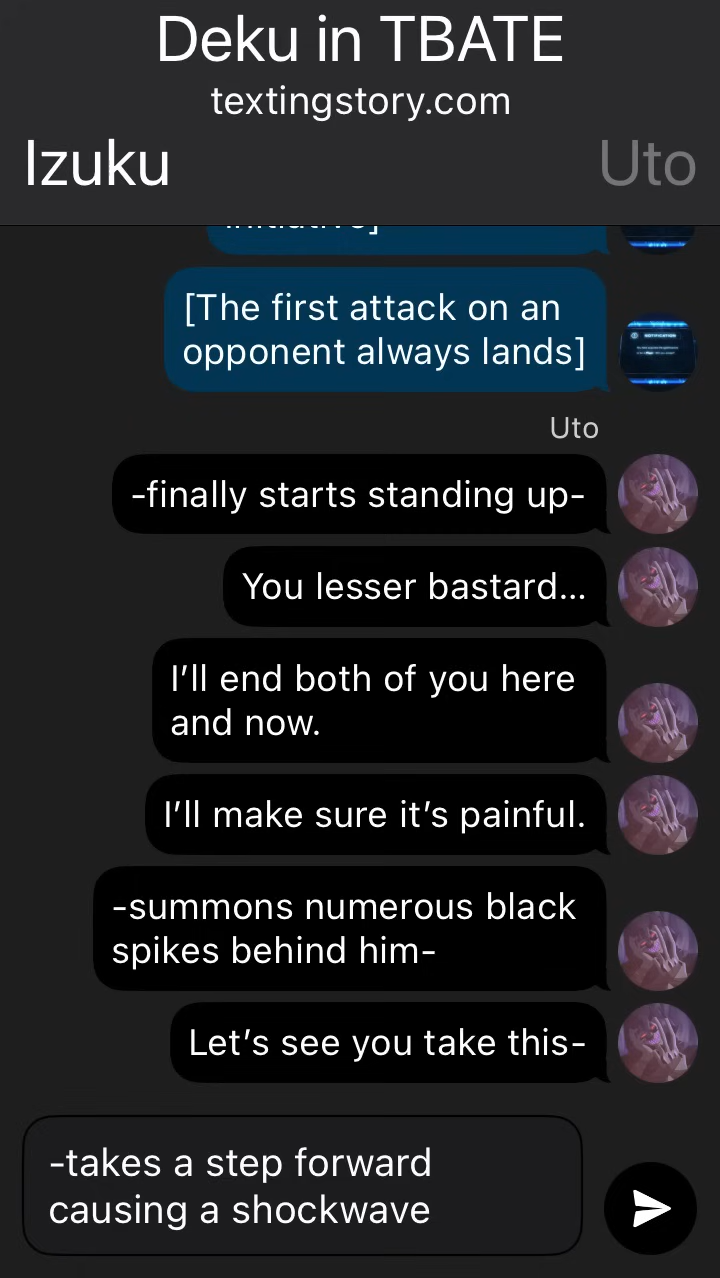 Deku in TBATE
textingstory.com
Izuku
Uto
initiative]
[The first attack on an
opponent always lands]
NOTIFICATION
Uto
-finally starts standing up-
You lesser bastard...
I'll end both of you here
and now.
I'll make sure it's painful.
-summons numerous black
spikes behind him-
Let's see you take this-
-takes a step forward
causing a shockwave